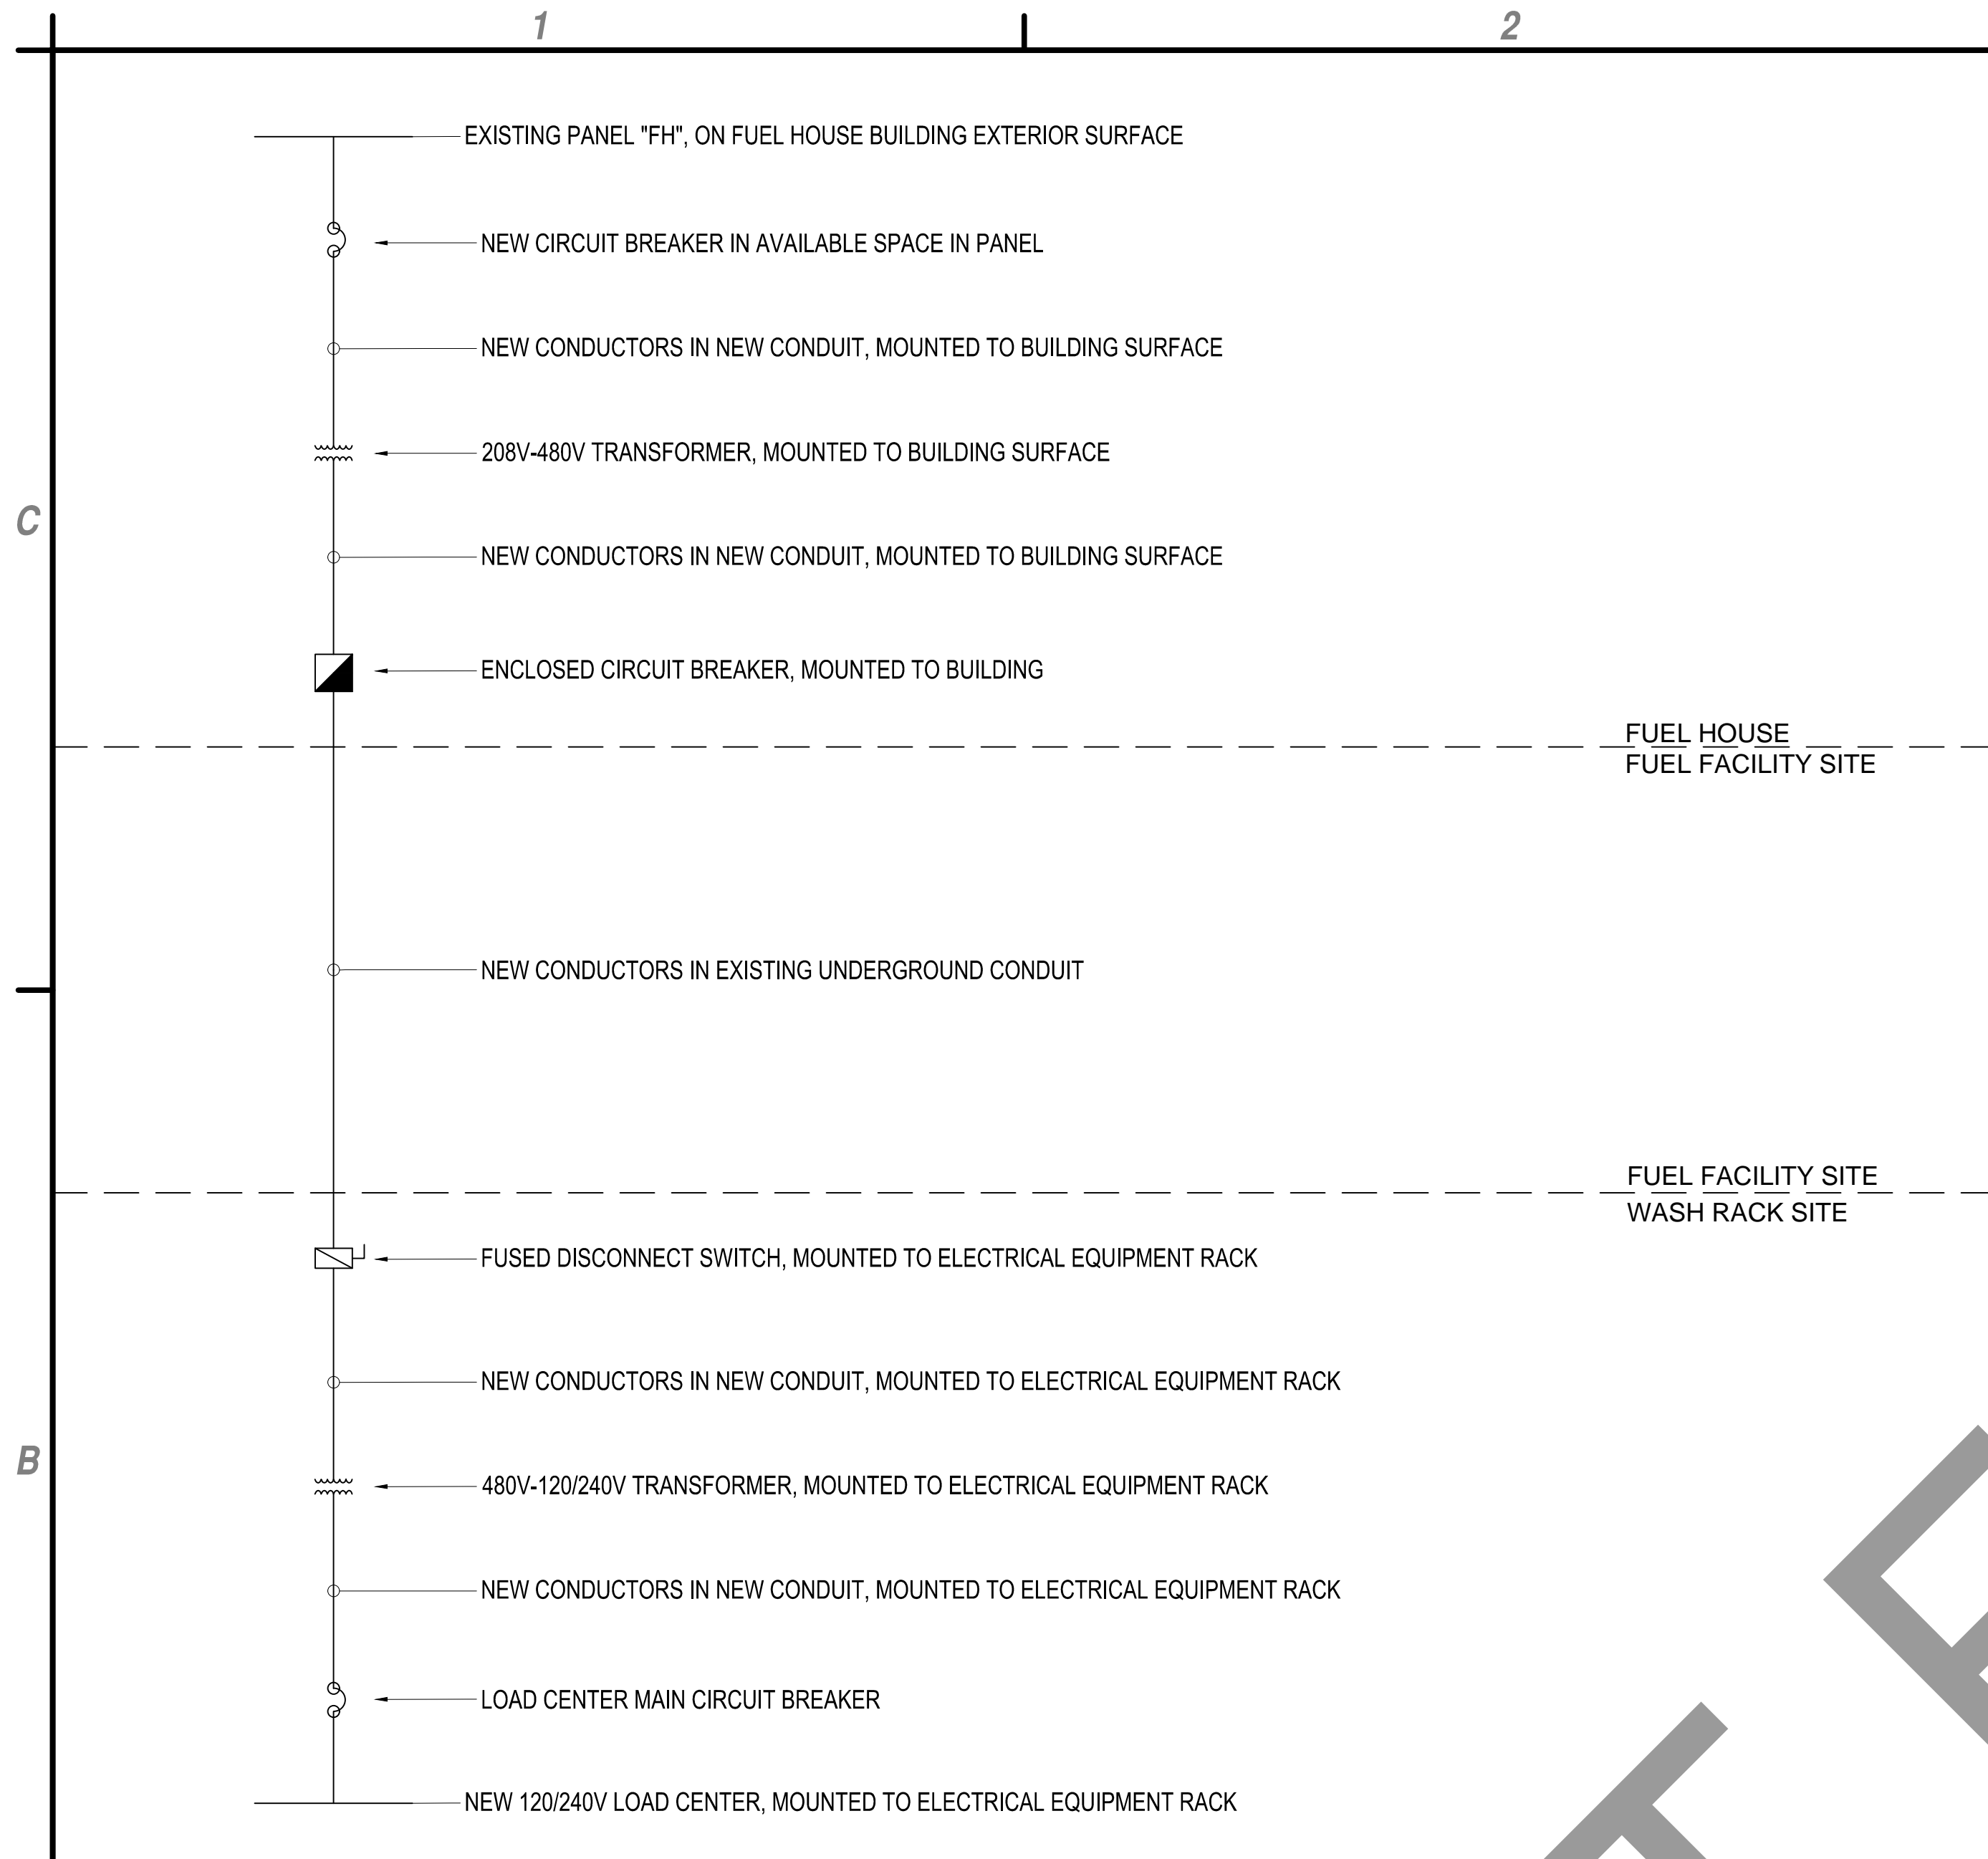 1
2
EXISTING PANEL "FH", ON FUEL HOUSE BUILDING EXTERIOR SURFACE
NEW CIRCUIT BREAKER IN AVAILABLE SPACE IN PANEL
NEW CONDUCTORS IN NEW CONDUIT, MOUNTED TO BUILDING SURFACE
208V-480V TRANSFORMER, MOUNTED TO BUILDING SURFACE
C
NEW CONDUCTORS IN NEW CONDUIT, MOUNTED TO BUILDING SURFACE
ENCLOSED CIRCUIT BREAKER, MOUNTED TO BUILDING
FUEL HOUSE
FUEL FACILITY SITE
NEW CONDUCTORS IN EXISTING UNDERGROUND CONDUIT
FUEL FACILITY SITE
WASH RACK SITE
FUSED DISCONNECT SWITCH, MOUNTED TO ELECTRICAL EQUIPMENT RACK
NEW CONDUCTORS IN NEW CONDUIT, MOUNTED TO ELECTRICAL EQUIPMENT RACK
B
480V-120/240V TRANSFORMER, MOUNTED TO ELECTRICAL EQUIPMENT RACK
NEW CONDUCTORS IN NEW CONDUIT, MOUNTED TO ELECTRICAL EQUIPMENT RACK
LOAD CENTER MAIN CIRCUIT BREAKER
NEW 120/240V LOAD CENTER, MOUNTED TO ELECTRICAL EQUIPMENT RACK